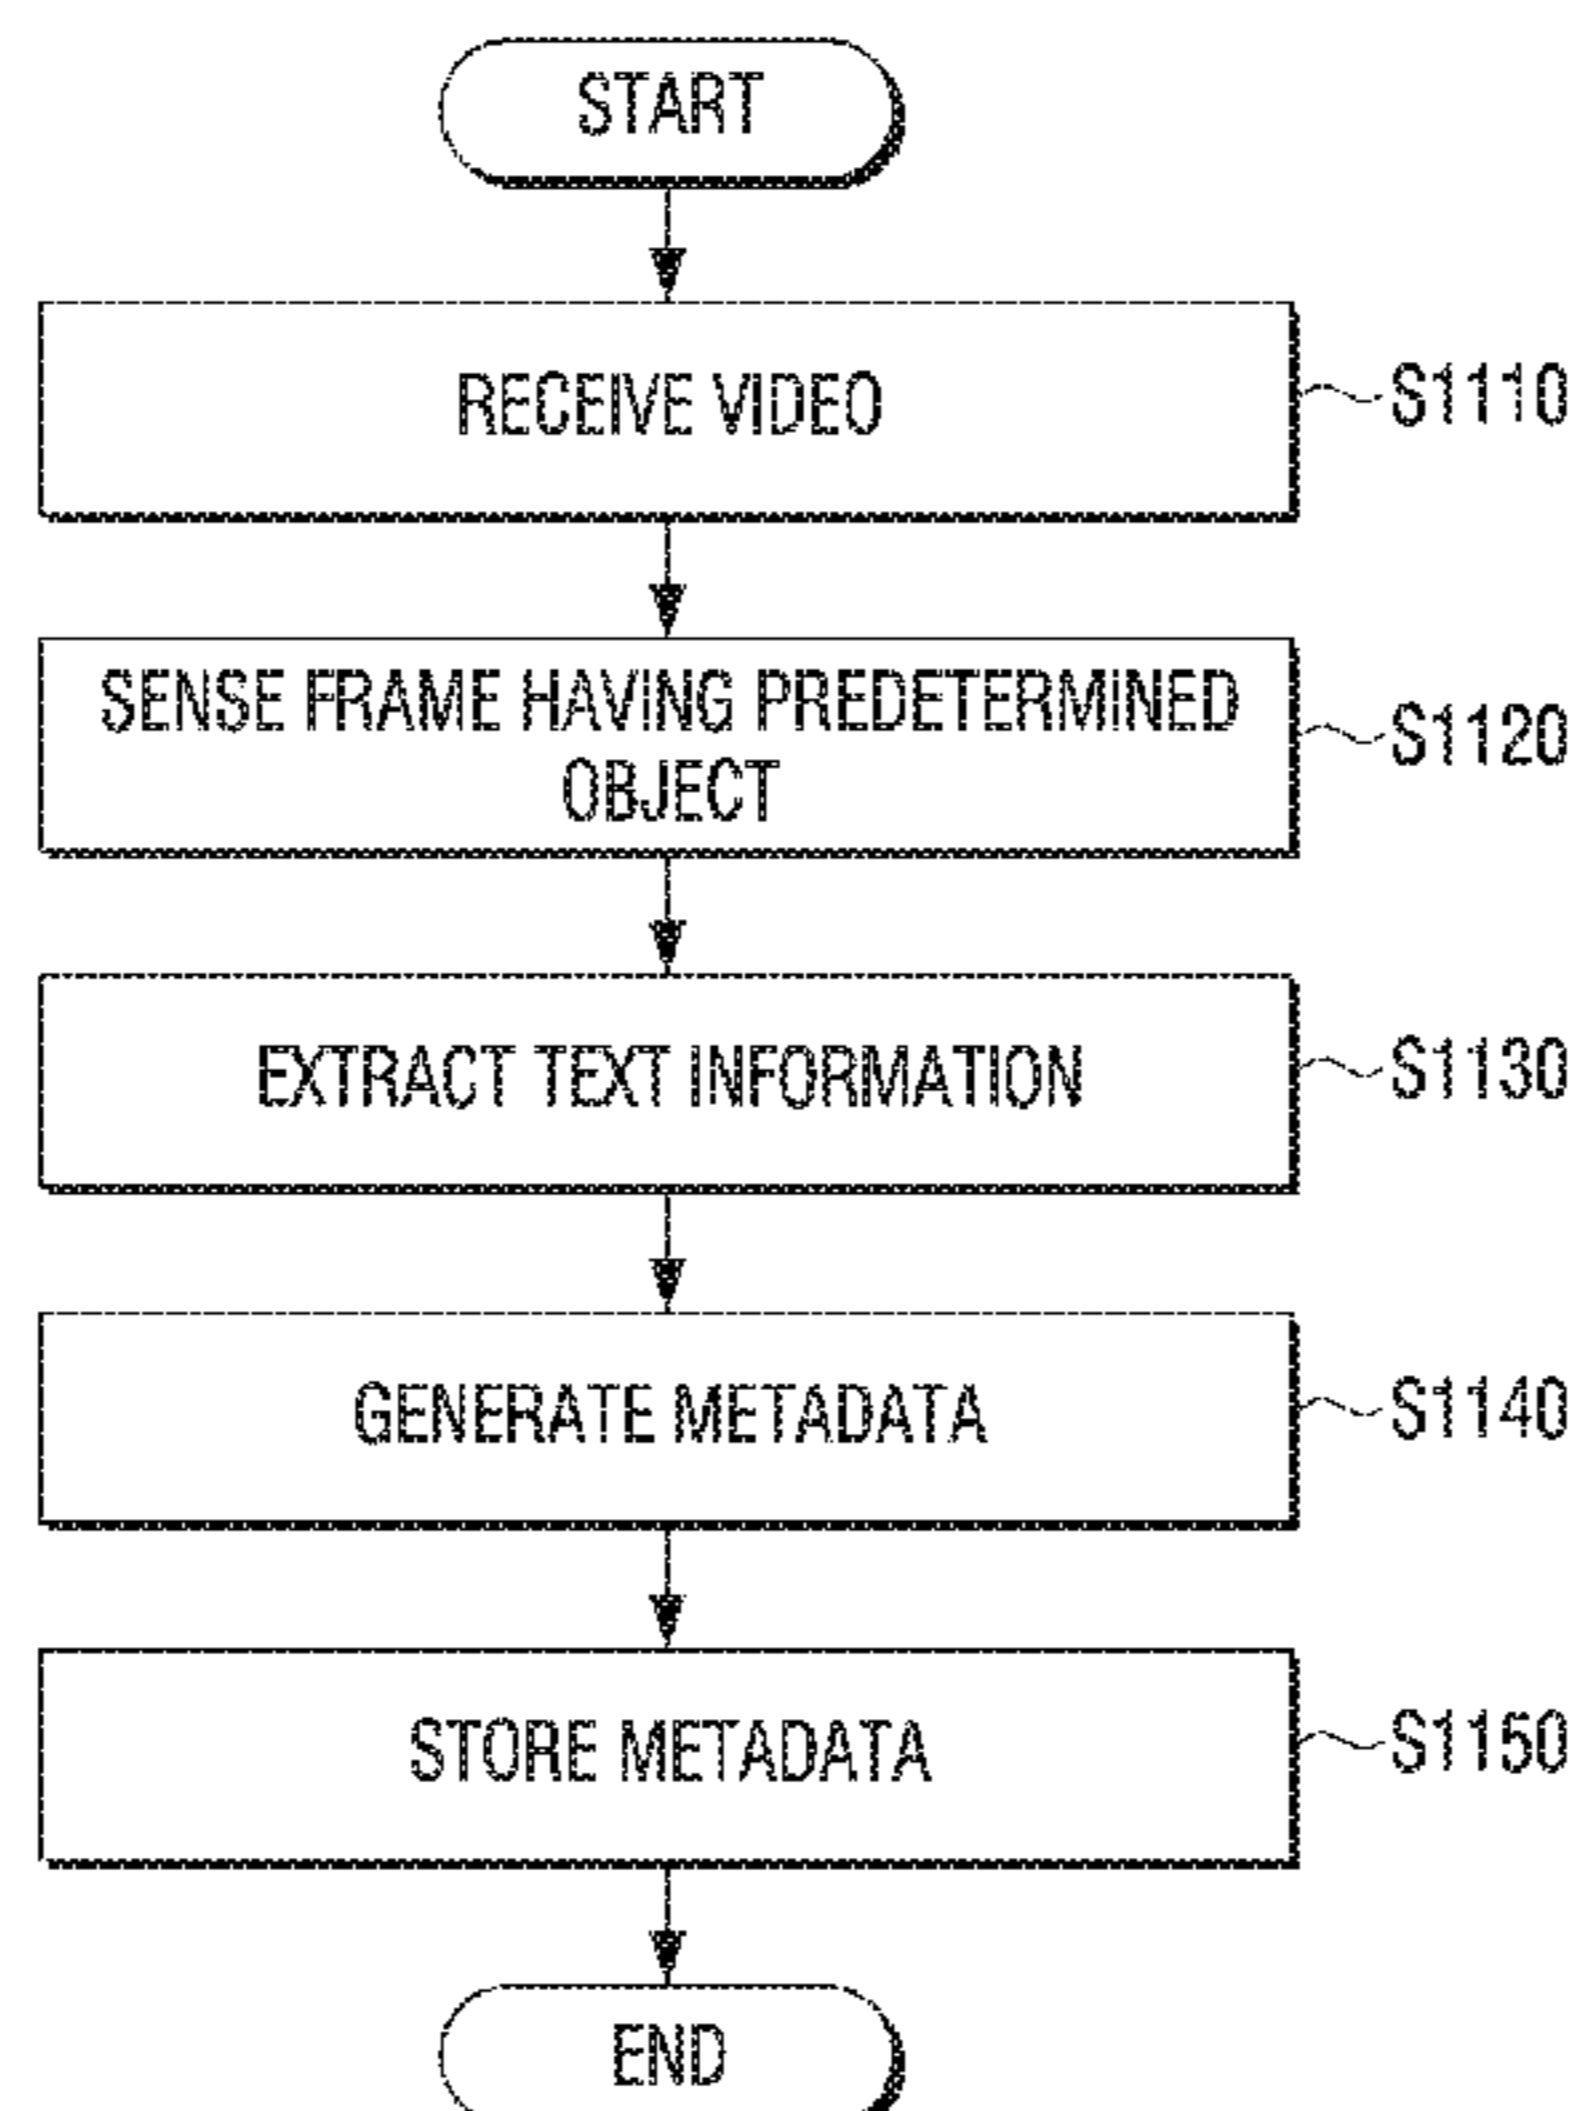 START
RECEIVE VIDEO
S1110
SENSE FRAME HAVING PREDETERMINED
OBJECT
S1120
EXTRACT TEXT INFORMATION
S1130
GENERATE METADATA
S1140
STORE METADATA
S1150
END